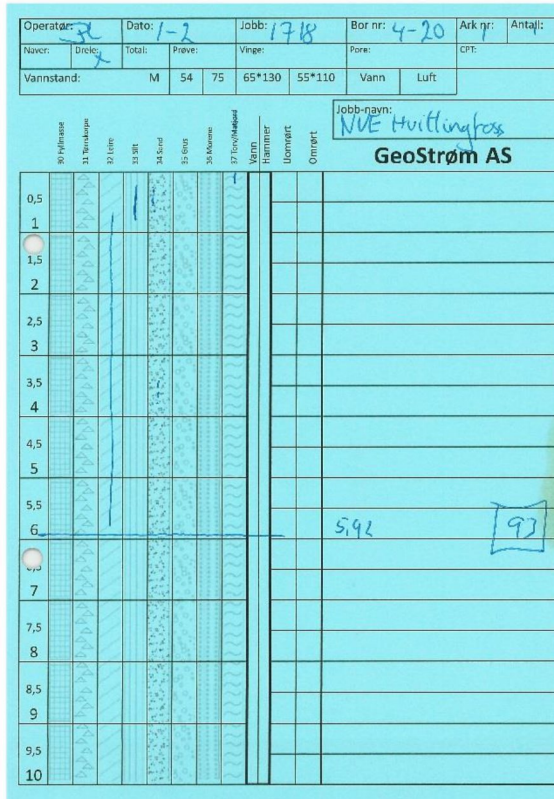 Operatør: Dato: 1-2 Jobb: 1718 Bor nr: 4-20 Ark nr: 1 Antall: 1
Naver: Dreie: x Total: Prøve: Vinge: Pore: CPT:
Vannstand: M 54 75 65*130 55*110 Vann Luft
Jobb-navn:
NVE Hvittingfoss
GeoStrøm AS
30 Fyllmasse 31 Tørrskorpe 32 Leire 33 Silt 34 Sand 35 Grus 36 Morene 37 Torv/Matjord Vann Hammer Uomrørt Omrørt
0,5
1
1,5
2
2,5
3
3,5
4
4,5
5
5,5
6 5,92 93
7
7,5
8
8,5
9
9,5
10